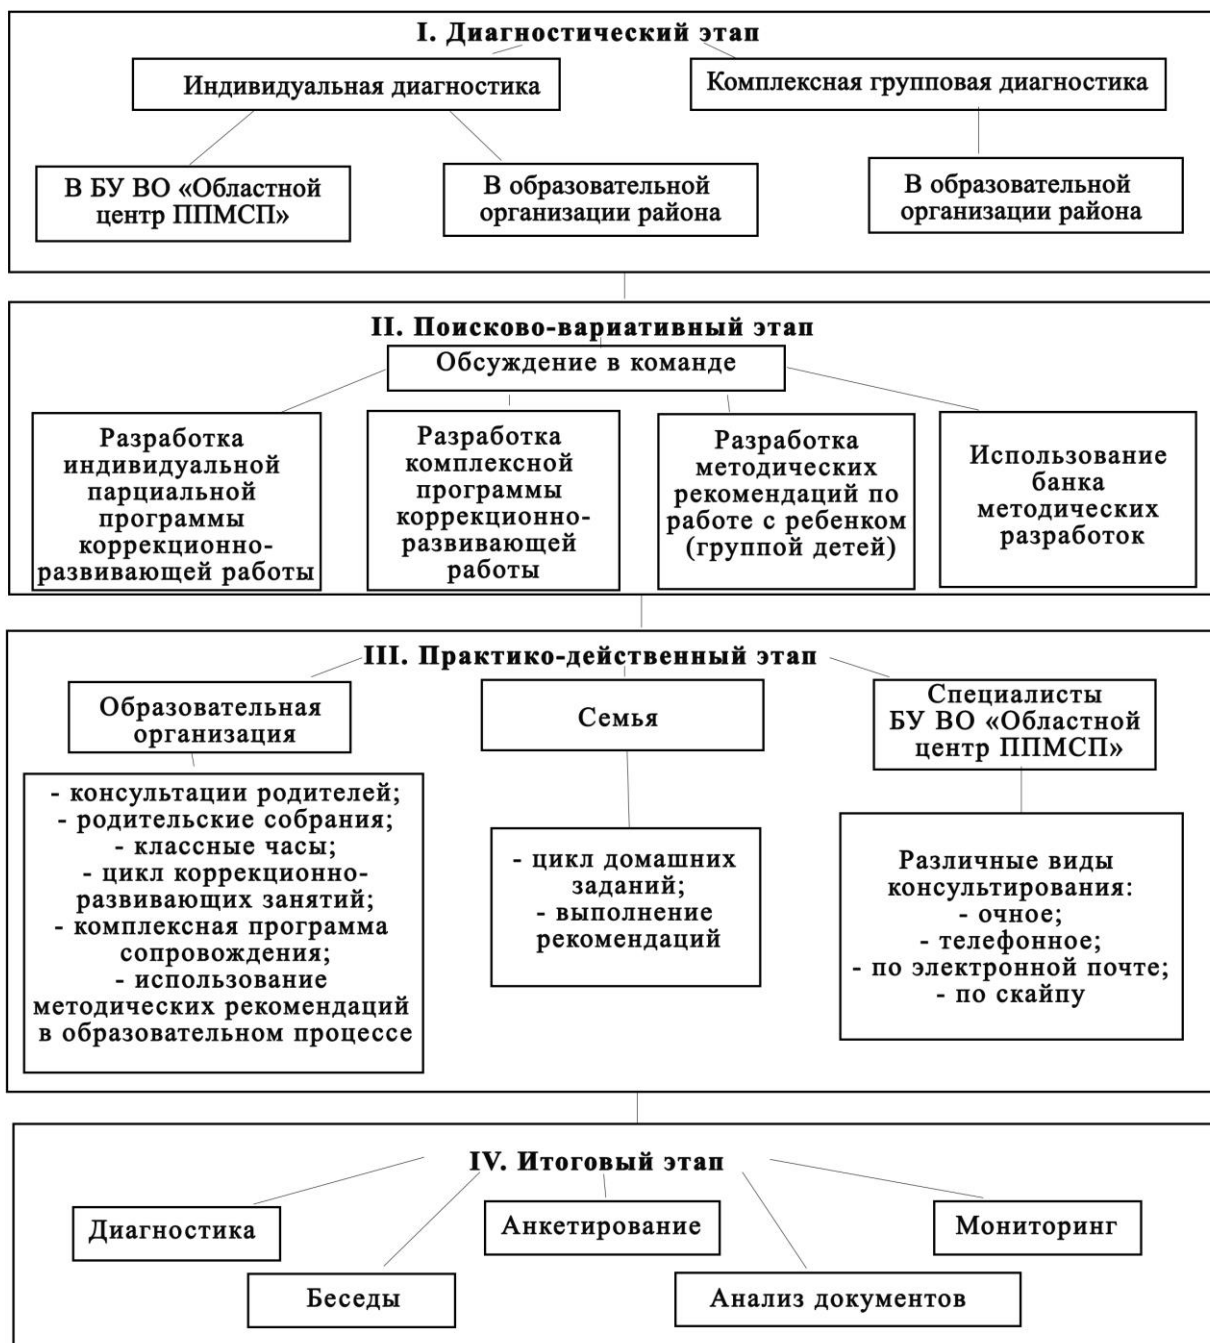 I. Диагностический этап
Индивидуальная диагностика
Комплексная групповая диагностика
В БУ ВО «Областной
центр ППМСП»
В образовательной
организации района
В образовательной
организации района
II. Поисково-вариативный этап
Обсуждение в команде
Разработка
индивидуальной
парциальной
программы
коррекционно-
развивающей работы
Разработка
комплексной
программы
коррекционно-
развивающей
работы
Разработка
методических
рекомендаций по
работе с ребенком
(группой детей)
Использование
банка
методических
разработок
III. Практико-действенный этап
Образовательная
организация
Семья
Специалисты
БУ ВО «Областной
центр ППМСП»
- консультации родителей;
- родительские собрания;
- классные часы;
- цикл коррекционно-
развивающих занятий;
- комплексная программа
сопровождения;
- использование
методических рекомендаций
в образовательном процессе
- цикл домашних
заданий;
- выполнение
рекомендаций
Различные виды
консультирования:
- очное;
- телефонное;
- по электронной почте;
- по скайпу
IV. Итоговый этап
Диагностика
Анкетирование
Мониторинг
Беседы
Анализ документов